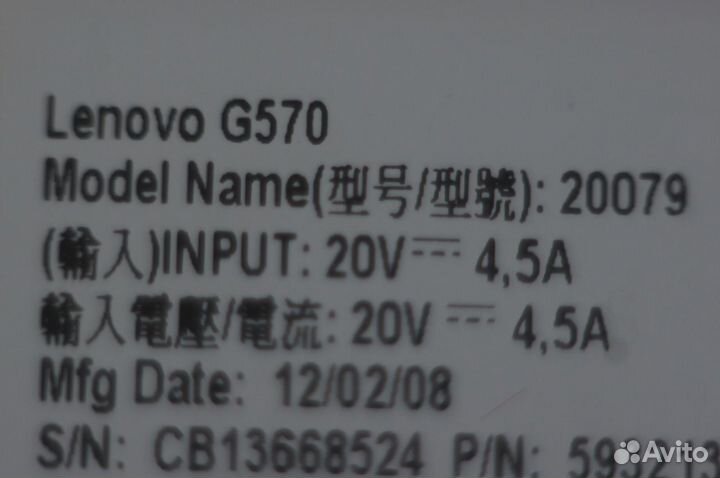 Lenovo G570
Model Name(型号/型號): 20079
(輸入)INPUT: 20V⎓ 4,5A
輸入電壓/電流: 20V ⎓ 4,5A
Mfg Date: 12/02/08
S/N: CB13668524 P/N:
Avito